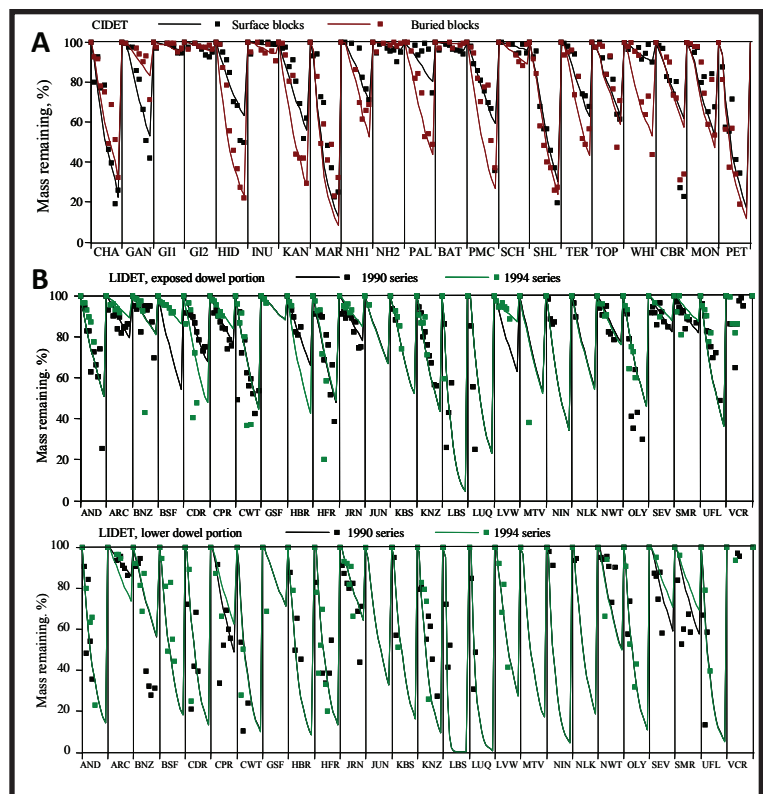 A CIDET Surface blocks Buried blocks
Mass remaining, %)
100
80
60
40
20
0
CHA GAN GI1 GI2 HID INU KAN MAR NH1 NH2 PAL BAT PMC SCH SHL TER TOP WHI CBR MON PET
B LIDET, exposed dowel portion 1990 series 1994 series
Mass remaining, %)
100
80
60
40
20
0
AND ARC BNZ BSF CDR CPR CWT GSF HBR HFR JRN JUN KBS KNZ LBS LUQ LVW MTV NIN NLK NWT OLY SEV SMR UFL VCR
LIDET, lower dowel portion 1990 series 1994 series
Mass remaining, %)
100
80
60
40
20
0
AND ARC BNZ BSF CDR CPR CWT GSF HBR HFR JRN JUN KBS KNZ LBS LUQ LVW MTV NIN NLK NWT OLY SEV SMR UFL VCR